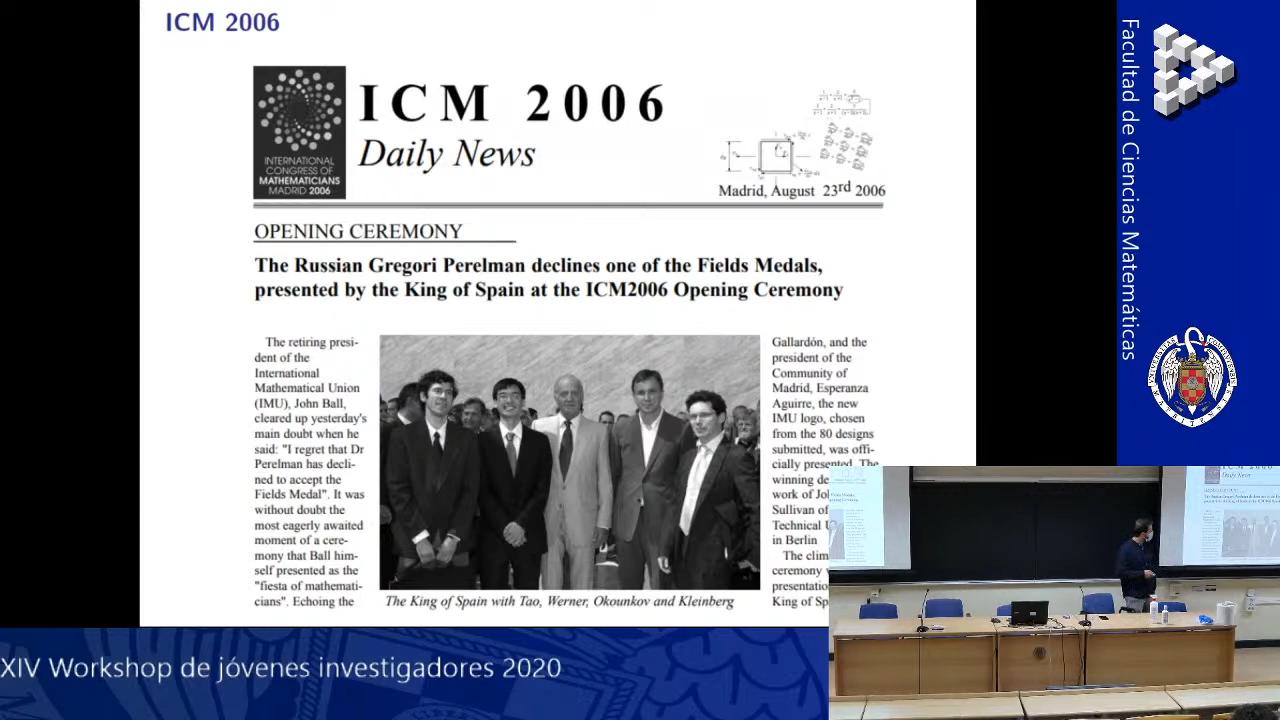 ICM 2006
INTERNATIONAL
CONGRESS OF
MATHEMATICIANS
MADRID 2006
ICM 2006
Daily News
Madrid, August 23rd 2006
OPENING CEREMONY
The Russian Gregori Perelman declines one of the Fields Medals,
presented by the King of Spain at the ICM2006 Opening Ceremony
The retiring presi-
dent of the
International
Mathematical Union
(IMU), John Ball,
cleared up yesterday's
main doubt when he
said: "I regret that Dr
Perelman has decli-
ned to accept the
Fields Medal". It was
without doubt the
most eagerly awaited
moment of a cere-
mony that Ball him-
self presented as the
"fiesta of mathemati-
cians". Echoing the
The King of Spain with Tao, Werner, Okounkov and Kleinberg
Gallardón, and the
president of the
Community of
Madrid, Esperanza
Aguirre, the new
IMU logo, chosen
from the 80 designs
submitted, was offi-
cially presented. The
winning de
work of Jo
Sullivan of
Technical
in Berlin
The clim
ceremony
presentatio
King of Sp
Facultad de Ciencias Matemáticas
XIV Workshop de jóvenes investigadores 2020
ICM 2006
Daily News